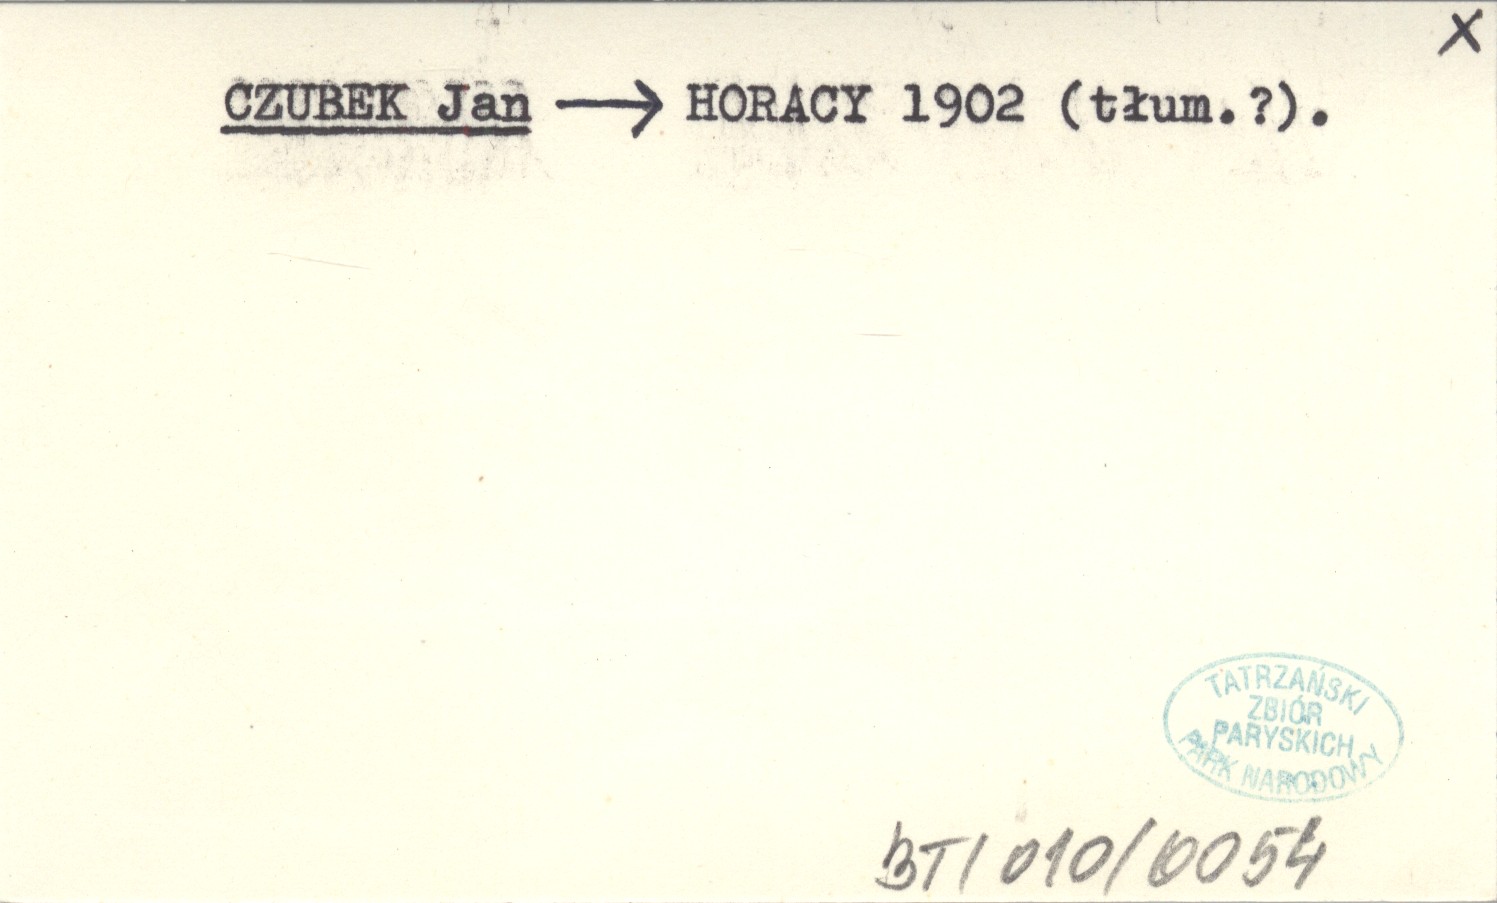 X
CZUBEK Jan → HORACY 1902 (tłum.?).
TATRZAŃSKI
ZBIÓR
PARYSKICH
PARK NARODOWY
BT/010/0054